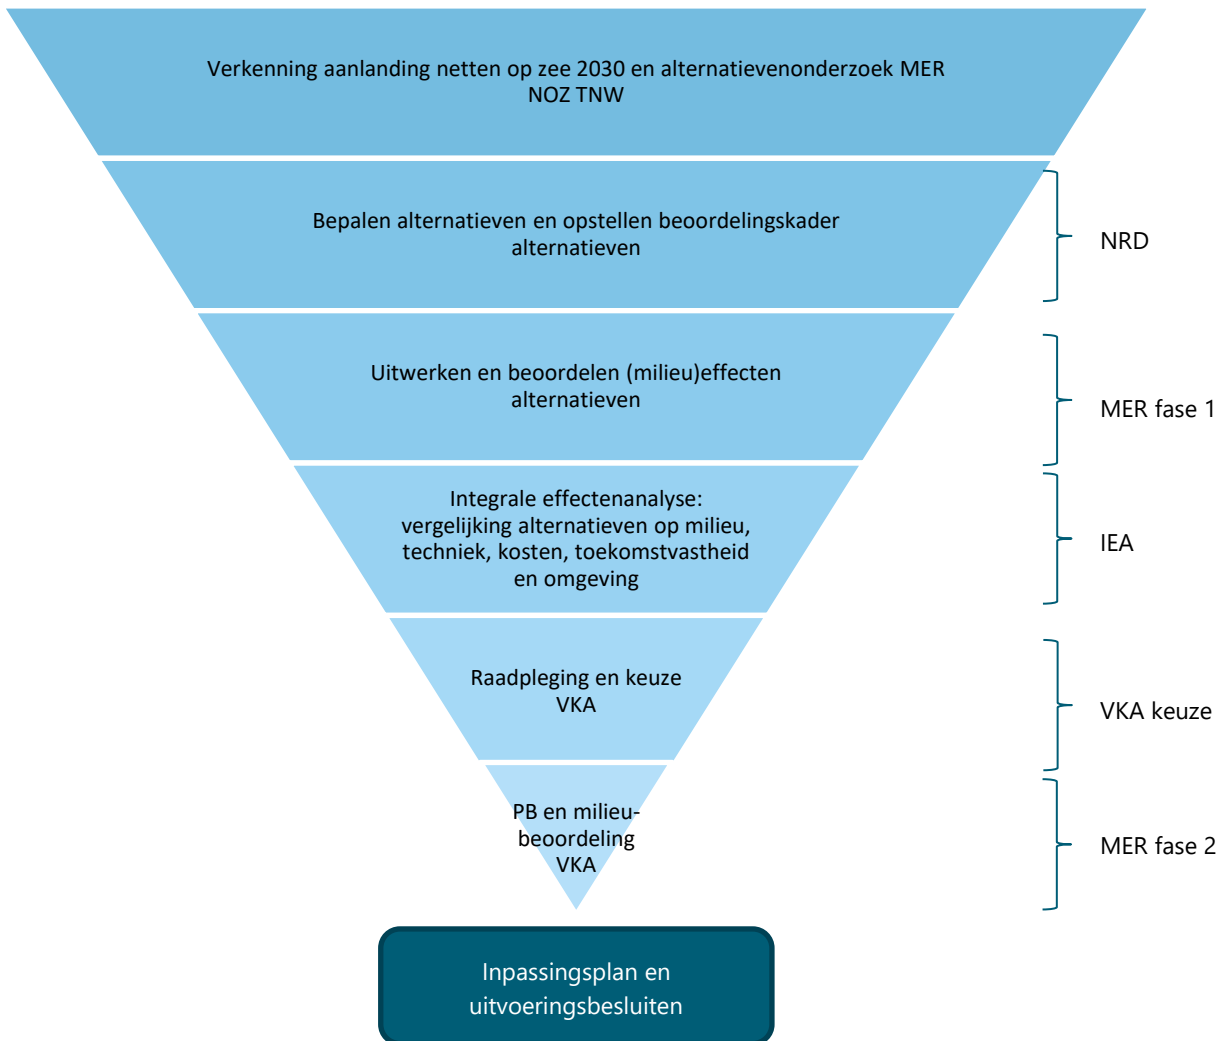 Verkenning aanlanding netten op zee 2030 en alternatievenonderzoek MER
NOZ TNW
Bepalen alternatieven en opstellen beoordelingskader
alternatieven
NRD
Uitwerken en beoordelen (milieu)effecten
alternatieven
MER fase 1
Integrale effectenanalyse:
vergelijking alternatieven op milieu,
techniek, kosten, toekomstvastheid
en omgeving
IEA
Raadpleging en keuze
VKA
VKA keuze
PB en milieu-
beoordeling
VKA
MER fase 2
Inpassingsplan en
uitvoeringsbesluiten